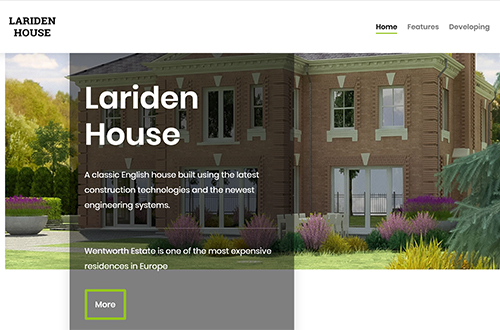 LARIDEN
HOUSE
Home Features Developing
Lariden
House
A classic English house built using the latest
construction technologies and the newest
engineering systems.
Wentworth Estate is one of the most expensive
residences in Europe
More